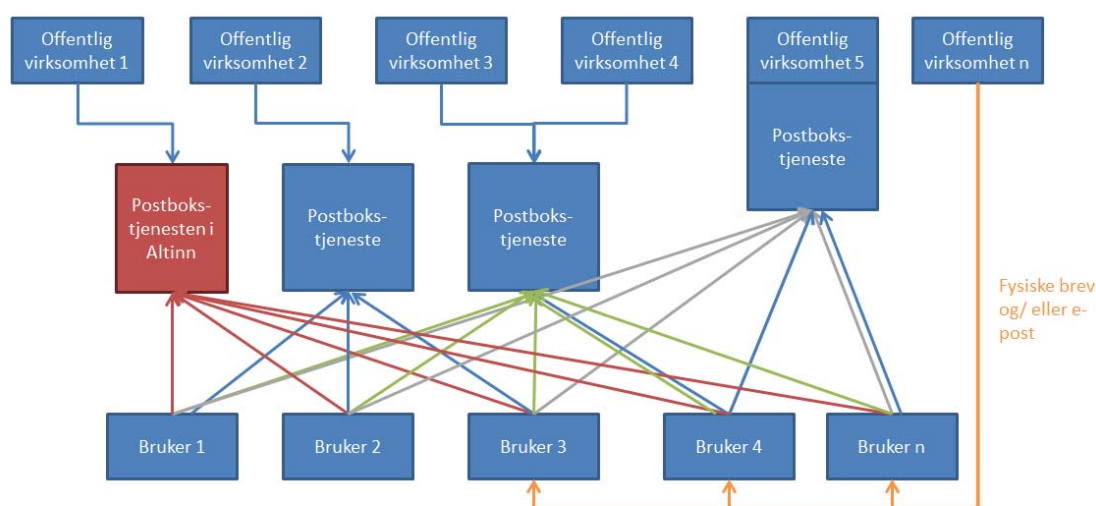 Offentlig
virksomhet 1
Offentlig
virksomhet 2
Offentlig
virksomhet 3
Offentlig
virksomhet 4
Offentlig
virksomhet 5
Offentlig
virksomhet n
Postboks-
tjenesten i
Altinn
Postboks-
tjeneste
Postboks-
tjeneste
Postboks-
tjeneste
Fysiske brev
og/ eller e-
post
Bruker 1
Bruker 2
Bruker 3
Bruker 4
Bruker n